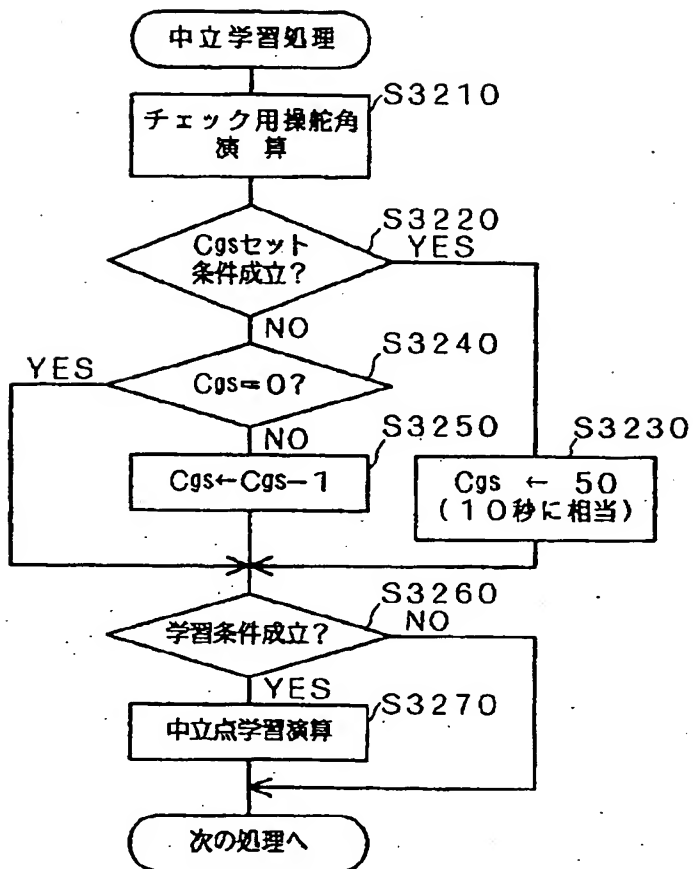 中立学習処理
S3210
チェック用操舵角
演 算
S3220
Cgsセット
条件成立?
YES
NO
S3240
YES
Cgs=0?
NO
S3250
Cgs←Cgs-1
S3230
Cgs ← 50
(10秒に相当)
S3260
学習条件成立?
NO
YES
S3270
中立点学習演算
次の処理へ